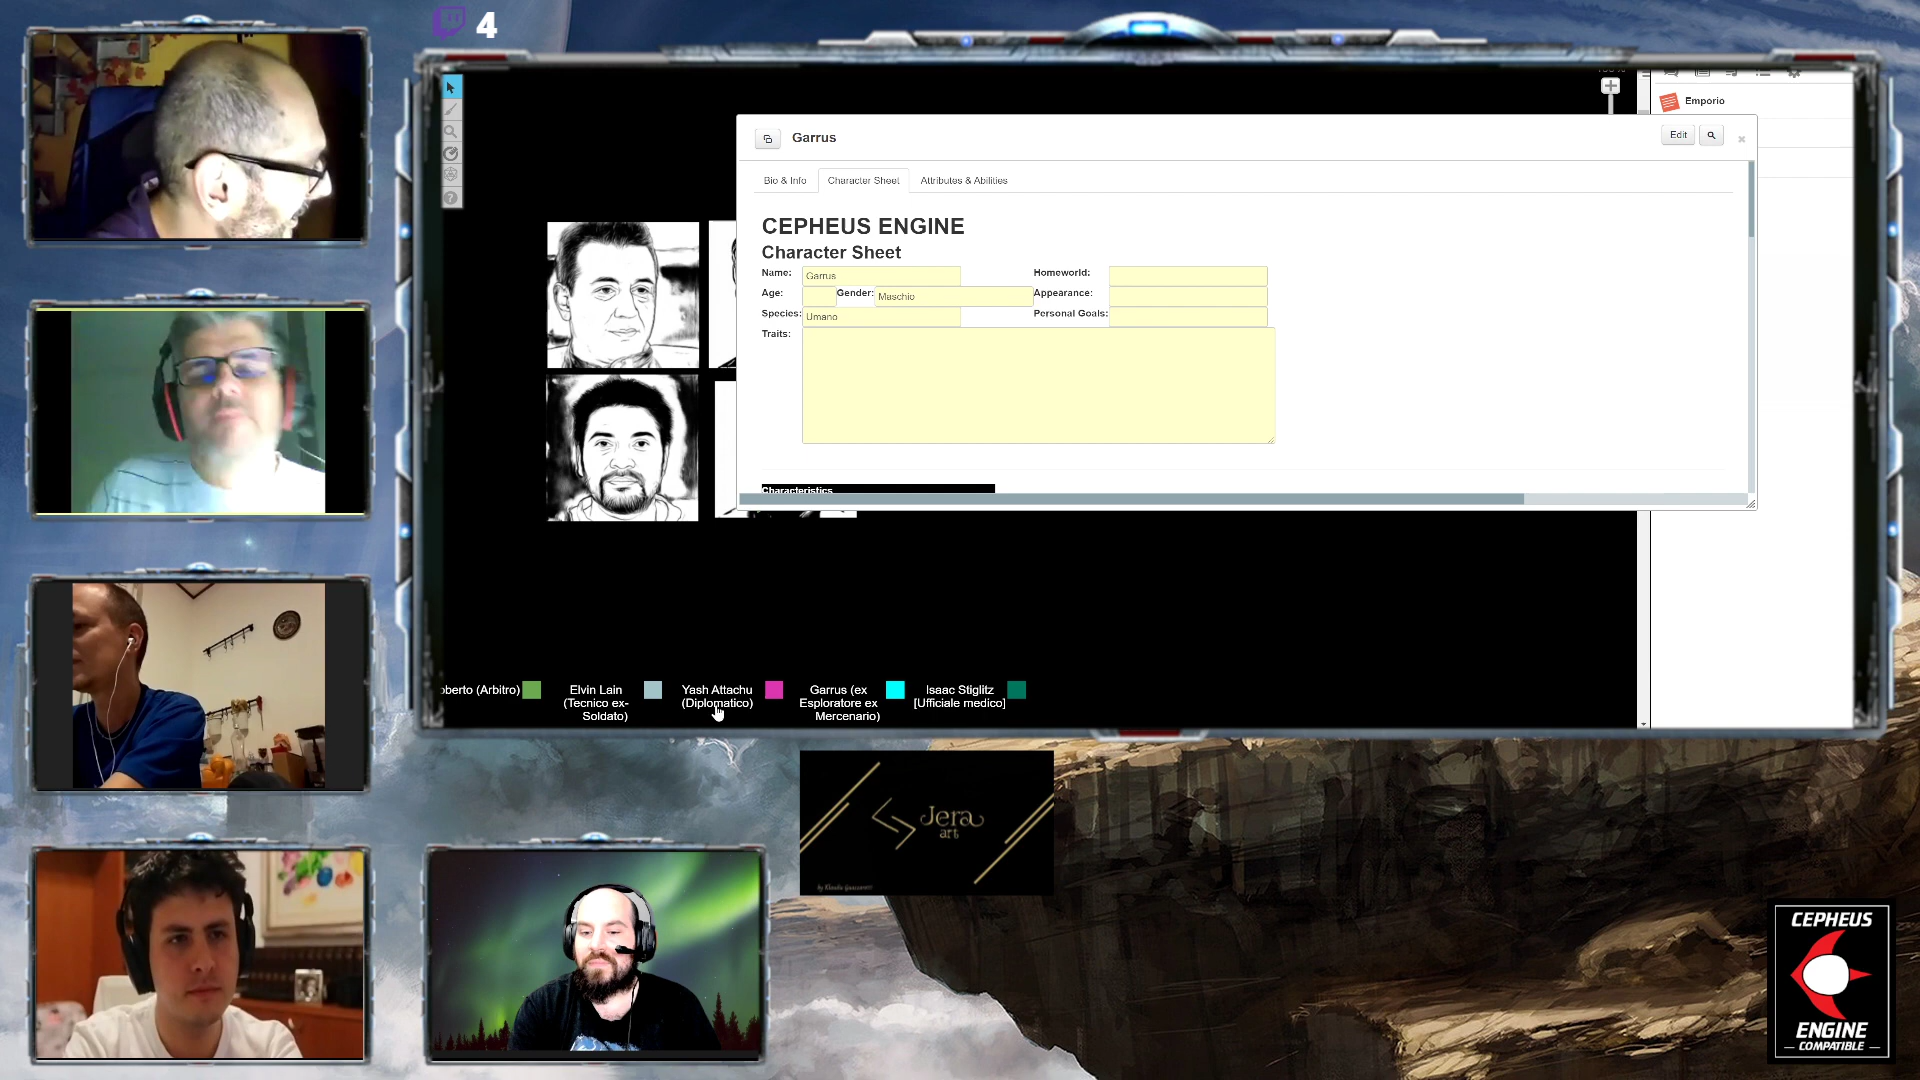 4
Emporio
Garrus
Edit
Bio & Info
Character Sheet
Attributes & Abilities
CEPHEUS ENGINE
Character Sheet
Name: Garrus Homeworld:
Age: Gender: Maschio Appearance:
Species: Umano Personal Goals:
Traits:
Characteristics
oberto (Arbitro)
Elvin Lain
(Tecnico ex-
Soldato)
Yash Attachu
(Diplomatico)
Garrus (ex
Esploratore ex
Mercenario)
Isaac Stiglitz
[Ufficiale medico]
Jera
art
CEPHEUS
ENGINE
— COMPATIBLE —